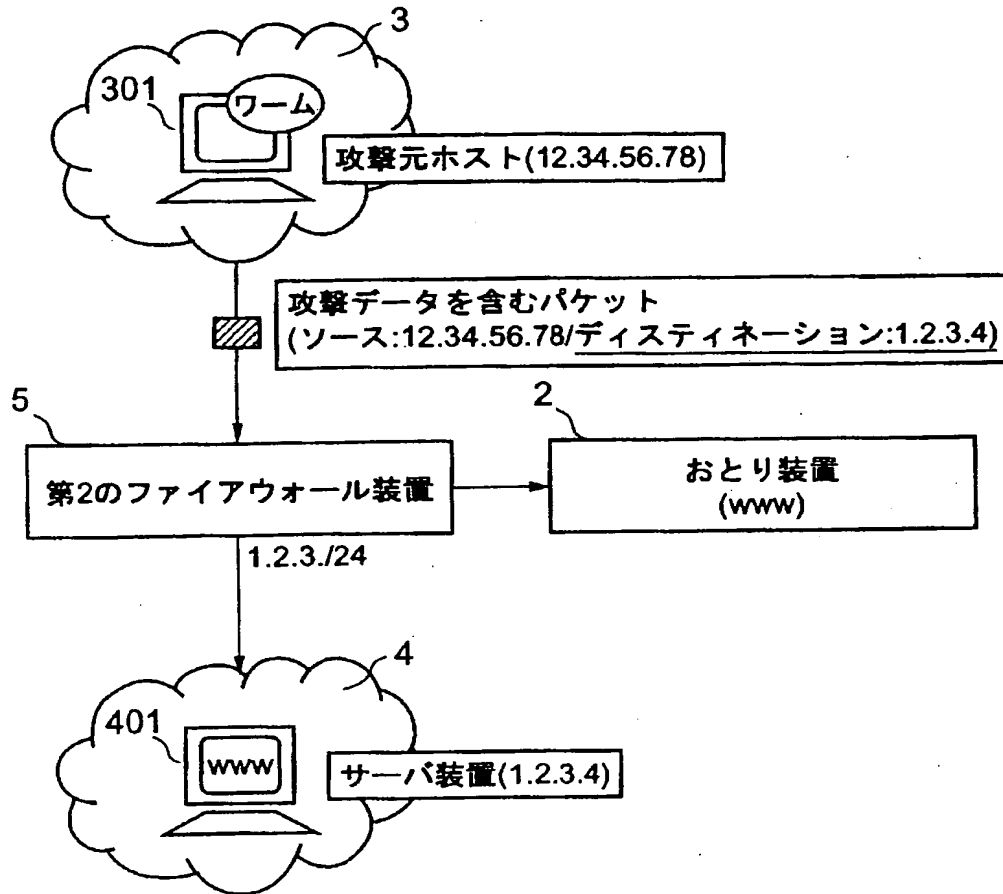 3
301
ワーム
攻撃元ホスト(12.34.56.78)
攻撃データを含むパケット
(ソース:12.34.56.78/ディスティネーション:1.2.3.4)
5
2
第2のファイアウォール装置
おとり装置
(www)
1.2.3./24
4
401
www
サーバ装置(1.2.3.4)